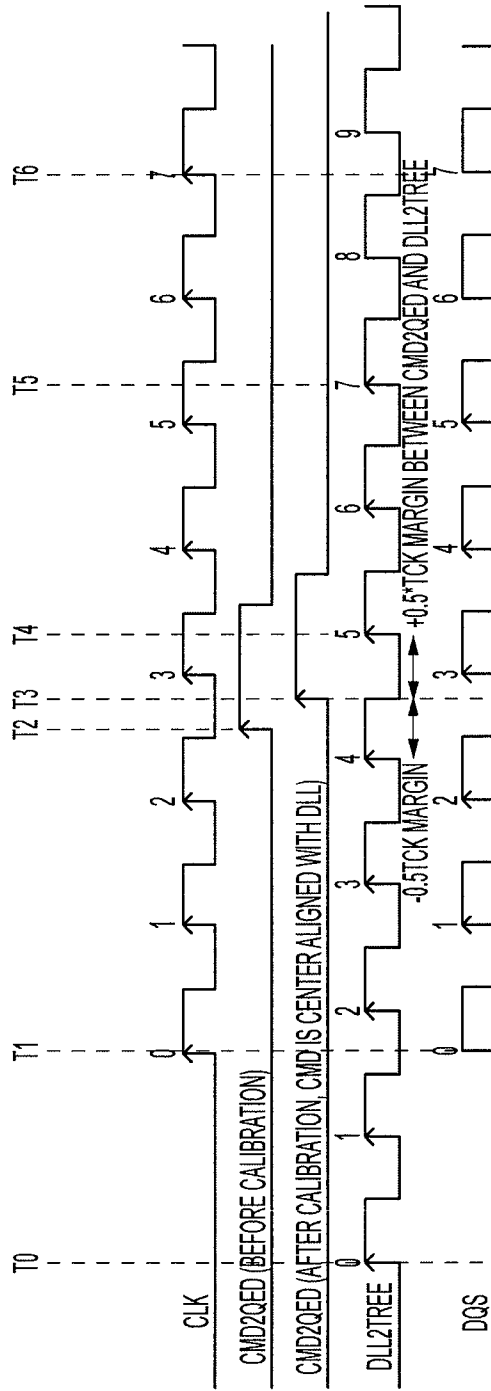 T0 T1 T2 T3 T4 T5 T6
CLK
0 1 2 3 4 5 6 7
CMD2QED (BEFORE CALIBRATION)
CMD2QED (AFTER CALIBRATION, CMD IS CENTER ALIGNED WITH DLL)
DLL2TREE
0 1 2 3 4 5 6 7 8 9
-0.5TCK MARGIN +0.5*TCK MARGIN BETWEEN CMD2QED AND DLL2TREE
DQS
0 1 2 3 4 5 6 7